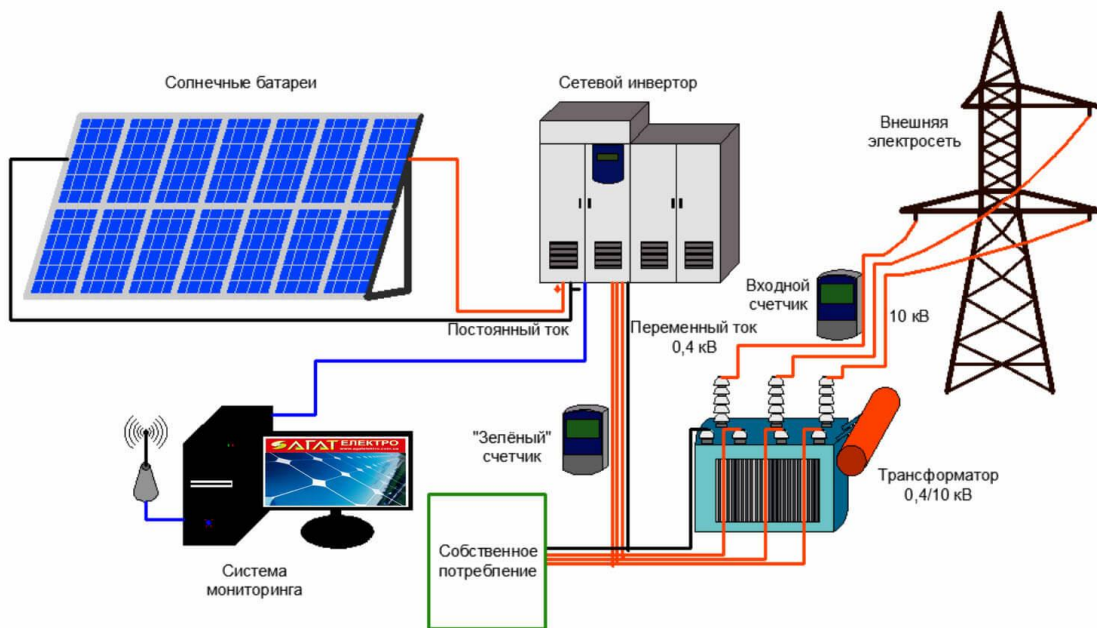 Солнечные батареи
Сетевой инвертор
Внешняя
электросеть
Входной
счетчик
10 кВ
Постоянный ток
Переменный ток
0,4 кВ
"Зелёный"
счетчик
АГАТ ЕЛЕКТРО
Трансформатор
0,4/10 кВ
Собственное
потребление
Система
мониторинга